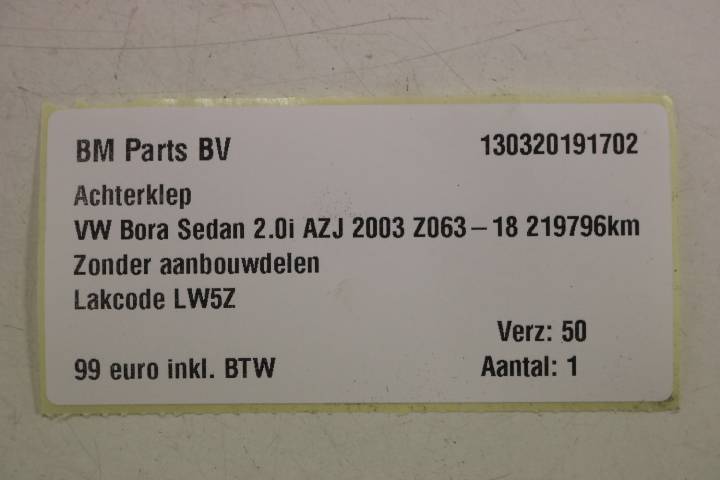 BM Parts BV 130320191702
Achterklep
VW Bora Sedan 2.0i AZJ 2003 Z063-18 219796km
Zonder aanbouwdelen
Lakcode LW5Z
Verz: 50
99 euro inkl. BTW Aantal: 1